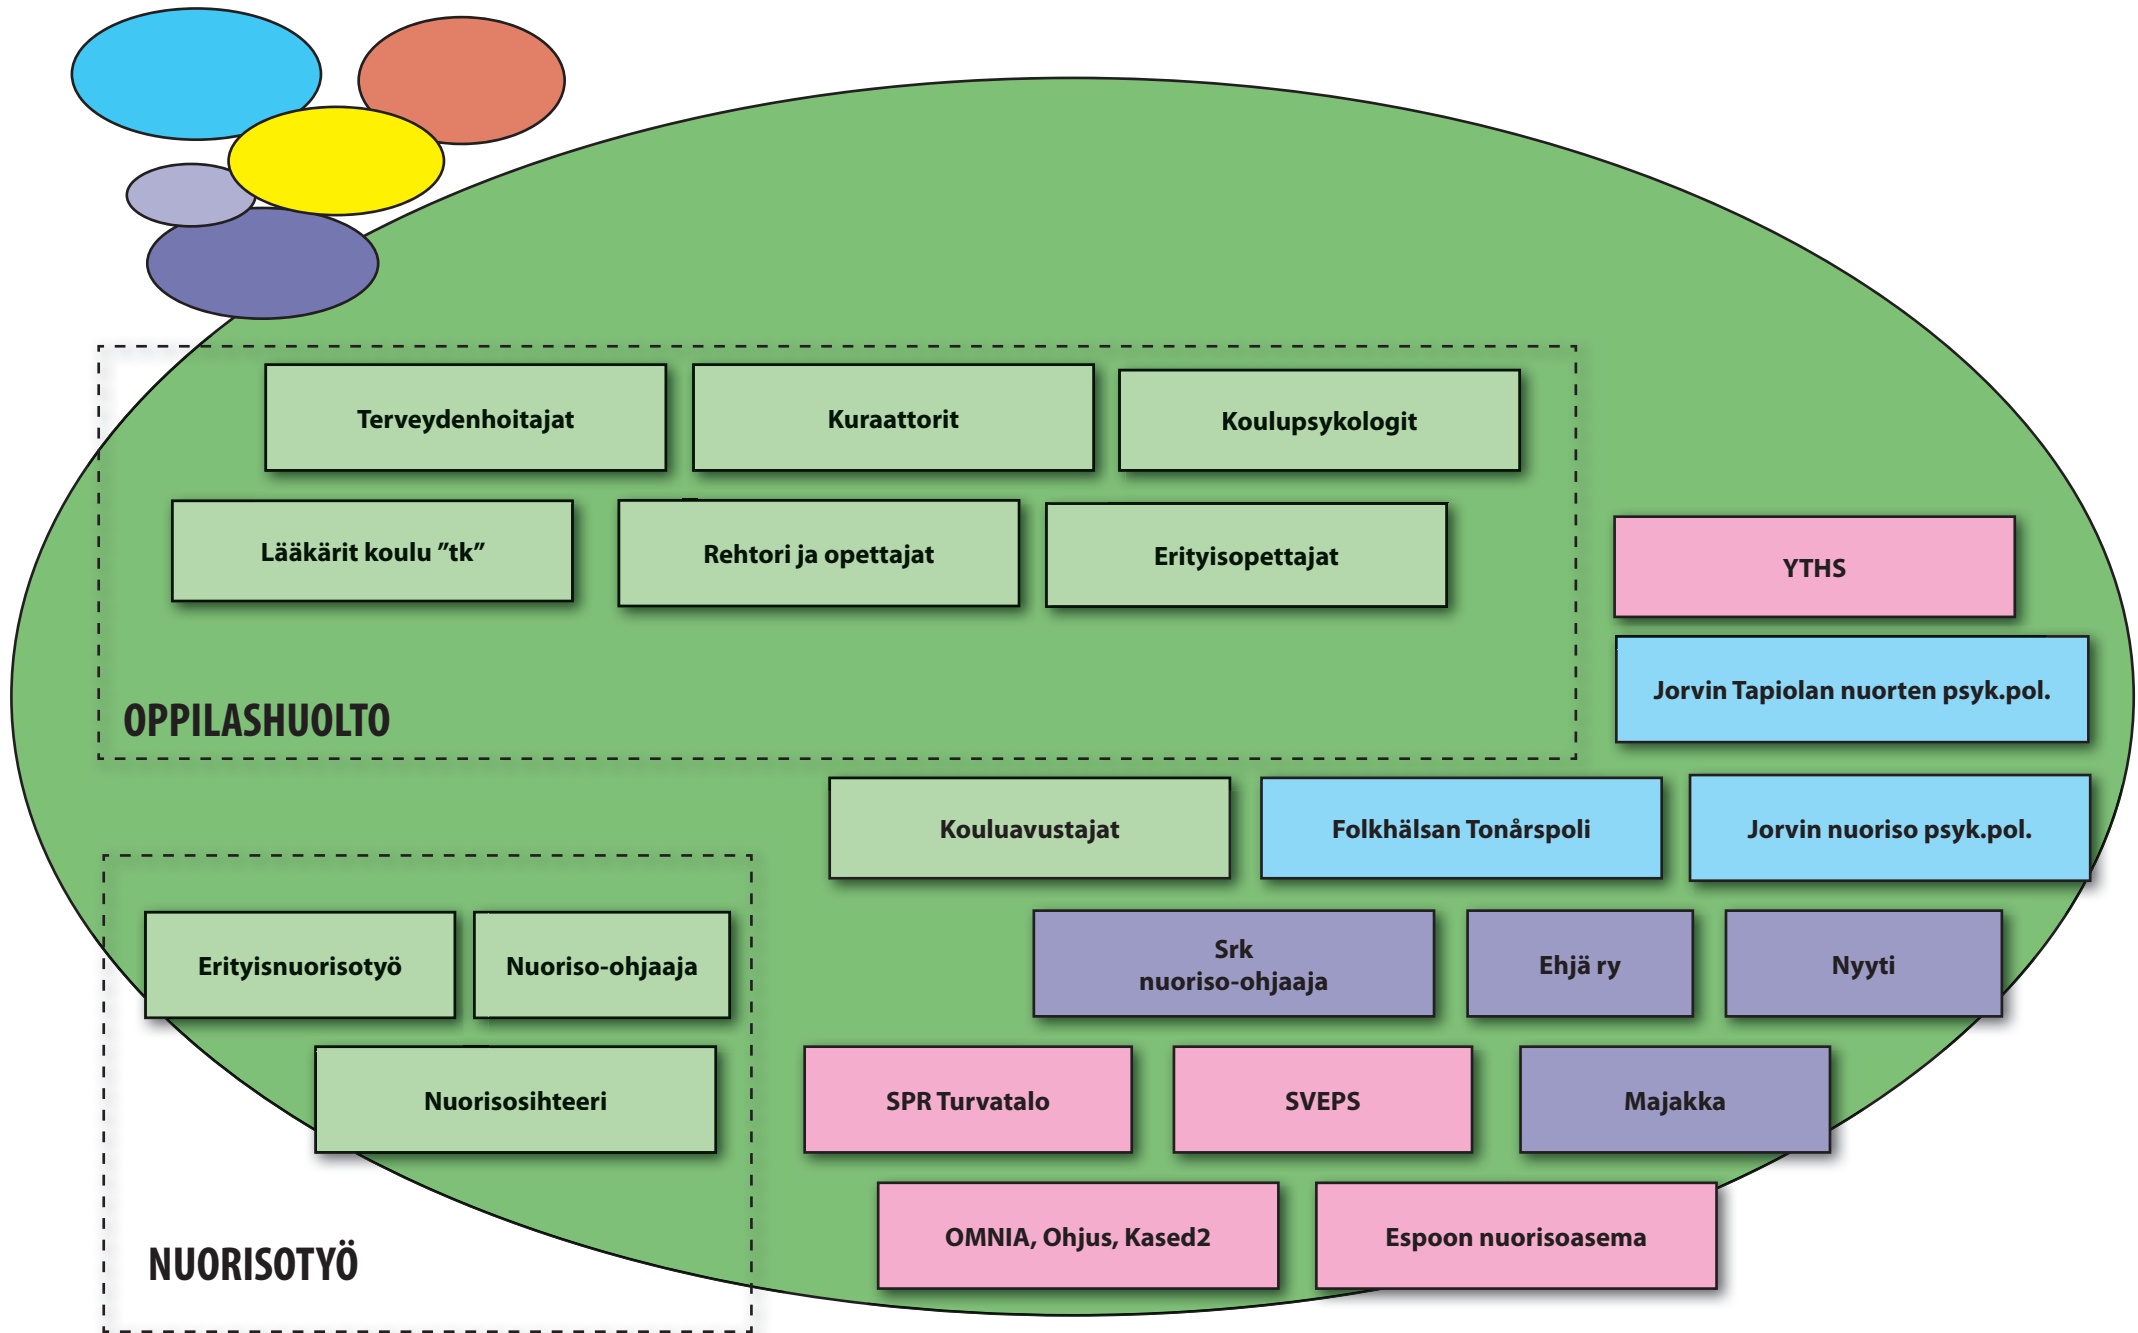 Terveydenhoitajat
Kuraattorit
Koulupsykologit
Lääkärit koulu ”tk”
Rehtori ja opettajat
Erityisopettajat
YTHS
Jorvin Tapiolan nuorten psyk.pol.
OPPILASHUOLTO
Kouluavustajat
Folkhälsan Tonårspoli
Jorvin nuoriso psyk.pol.
Erityisnuorisotyö
Nuoriso-ohjaaja
Srk
nuoriso-ohjaaja
Ehjä ry
Nyyti
Nuorisosihteeri
SPR Turvatalo
SVEPS
Majakka
OMNIA, Ohjus, Kased2
Espoon nuorisoasema
NUORISOTYÖ